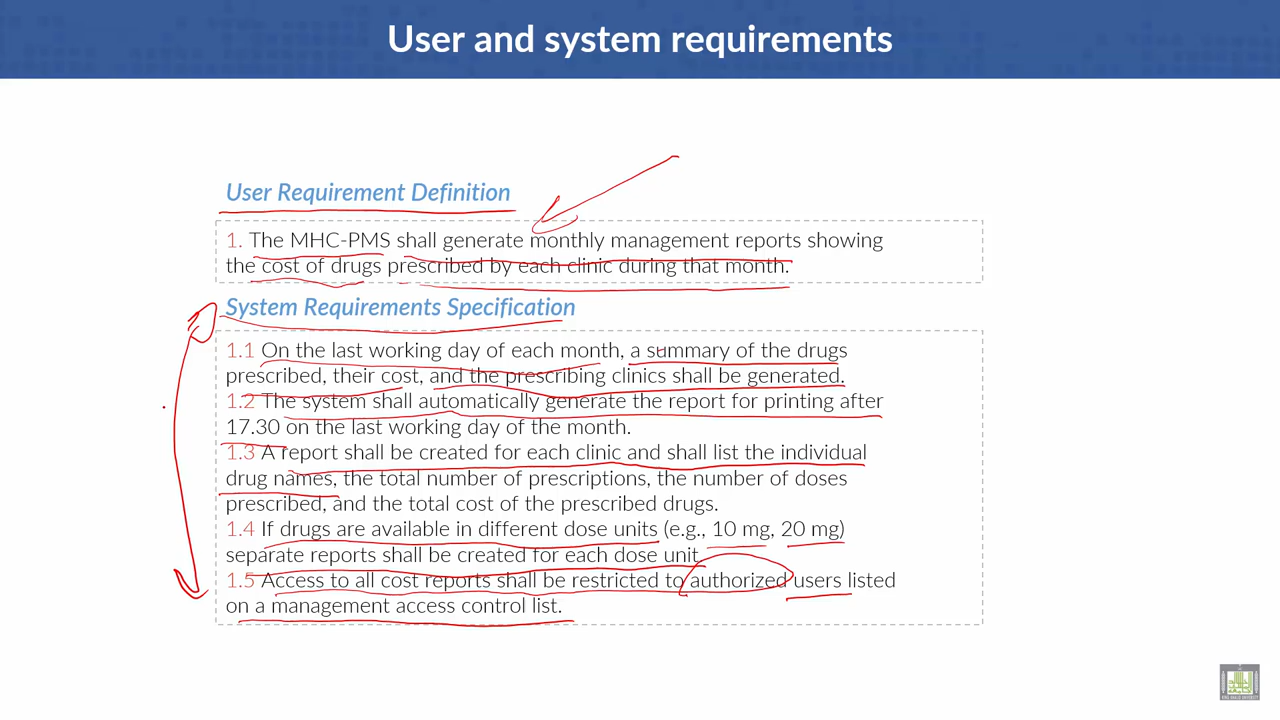 User and system requirements
User Requirement Definition
1. The MHC-PMS shall generate monthly management reports showing
the cost of drugs prescribed by each clinic during that month.
System Requirements Specification
1.1 On the last working day of each month, a summary of the drugs
prescribed, their cost, and the prescribing clinics shall be generated.
1.2 The system shall automatically generate the report for printing after
17.30 on the last working day of the month.
1.3 A report shall be created for each clinic and shall list the individual
drug names, the total number of prescriptions, the number of doses
prescribed, and the total cost of the prescribed drugs.
1.4 If drugs are available in different dose units (e.g., 10 mg, 20 mg)
separate reports shall be created for each dose unit.
1.5 Access to all cost reports shall be restricted to authorized users listed
on a management access control list.